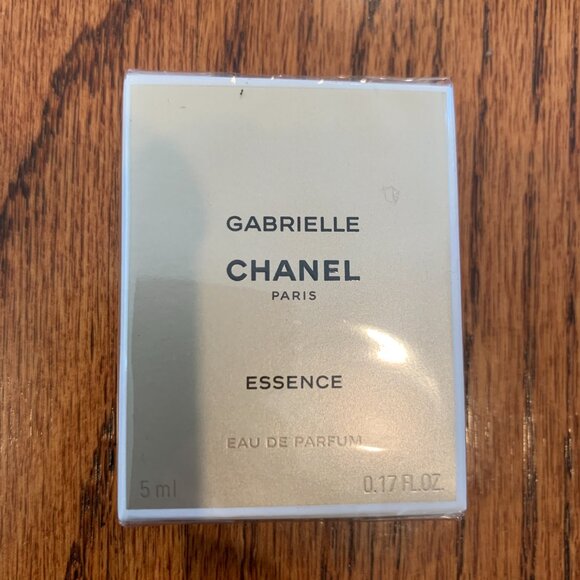 GABRIELLE
CHANEL
PARIS
ESSENCE
EAU DE PARFUM
5 ml 0.17 FL.OZ.